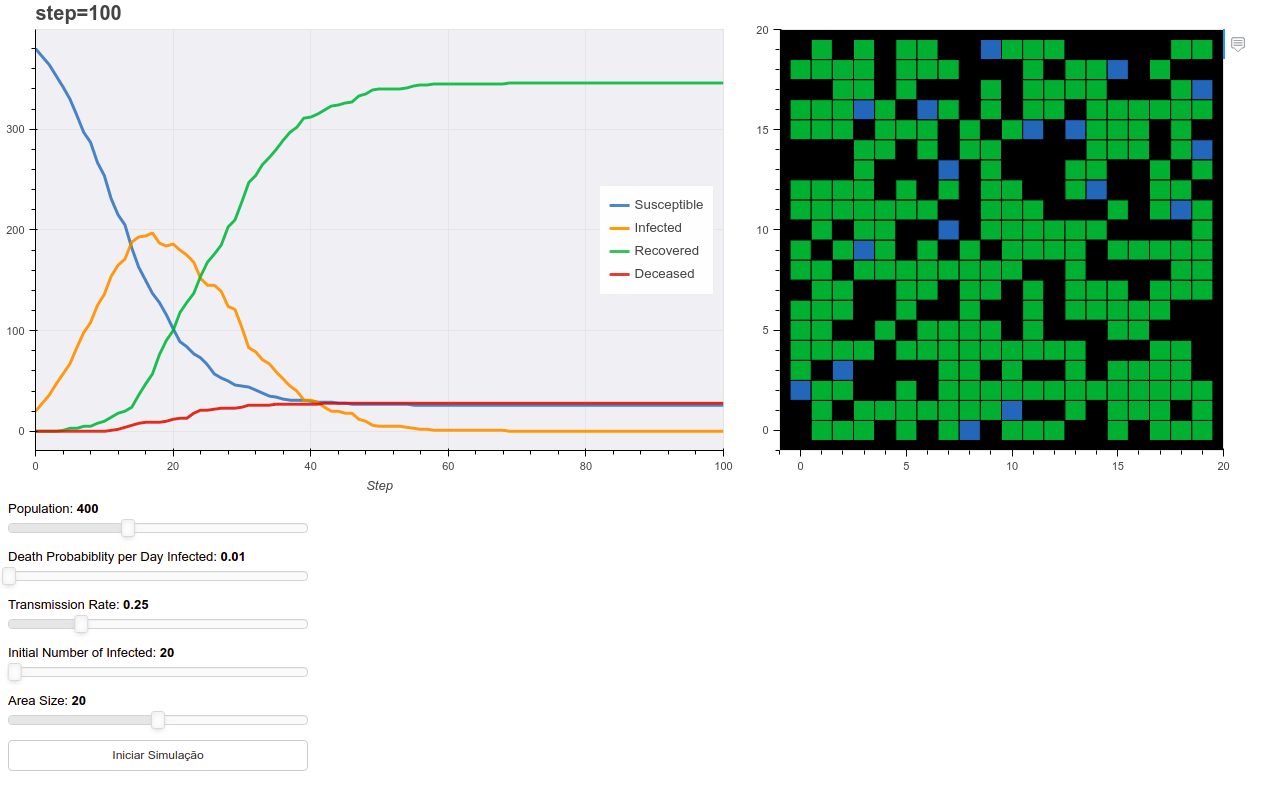 step=100
300
200
100
0
0 20 40 60 80 100
Step
Susceptible
Infected
Recovered
Deceased
20
15
10
5
0
0 5 10 15 20
Population: 400
Death Probabiblity per Day Infected: 0.01
Transmission Rate: 0.25
Initial Number of Infected: 20
Area Size: 20
Iniciar Simulação